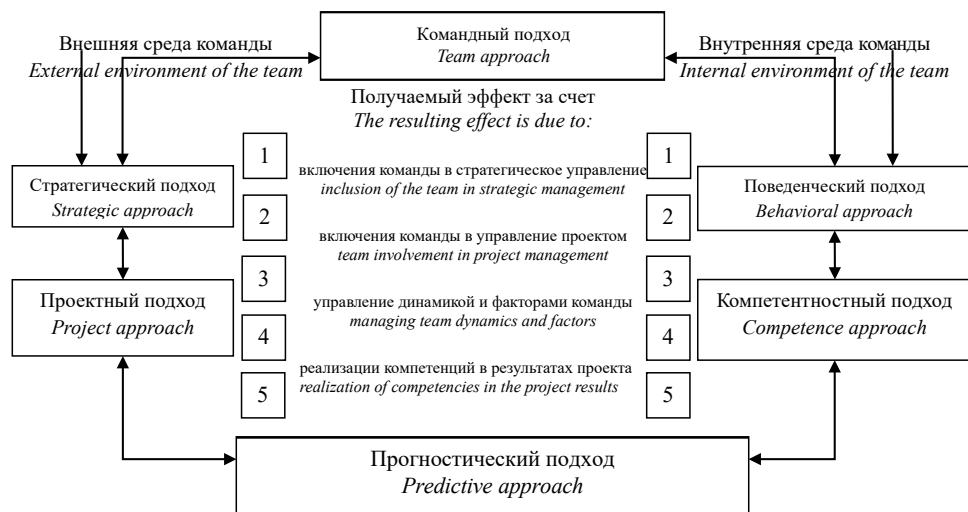 Командный подход
Team approach
Внешняя среда команды
External environment of the team
Внутренняя среда команды
Internal environment of the team
Получаемый эффект за счет
The resulting effect is due to:
1
1
включения команды в стратегическое управление
inclusion of the team in strategic management
Стратегический подход
Strategic approach
Поведенческий подход
Behavioral approach
2
2
включения команды в управление проектом
team involvement in project management
3
3
Проектный подход
Project approach
Компетентностный подход
Competence approach
управление динамикой и факторами команды
managing team dynamics and factors
4
4
реализации компетенций в результатах проекта
realization of competencies in the project results
5
5
Прогностический подход
Predictive approach